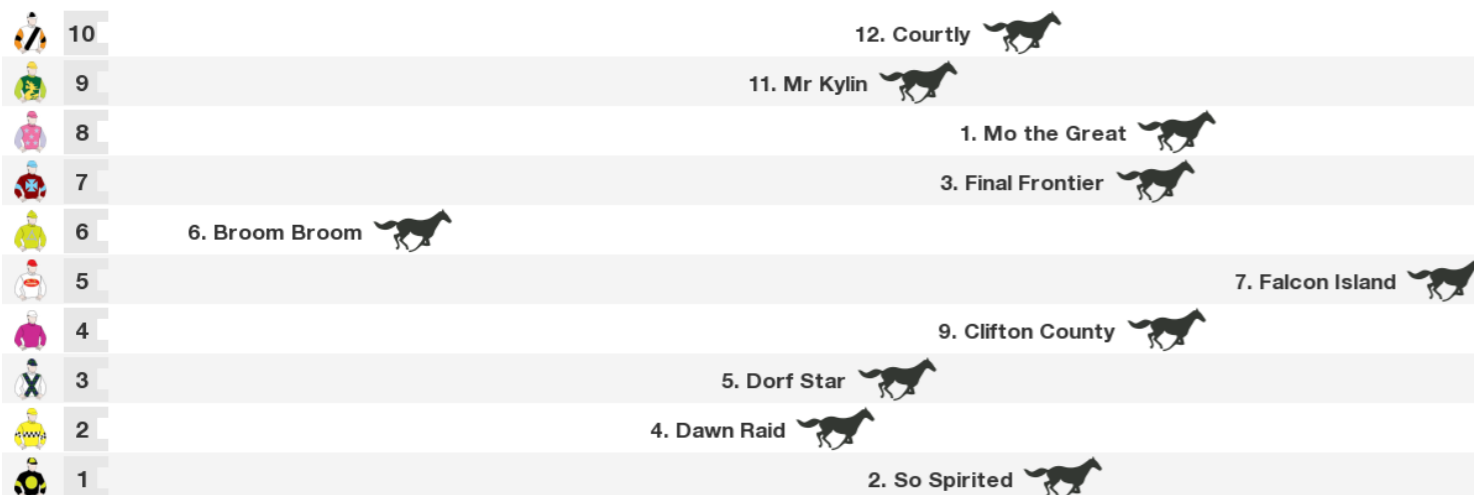 10 12. Courtly
9 11. Mr Kylin
8 1. Mo the Great
7 3. Final Frontier
6 6. Broom Broom
5 7. Falcon Island
4 9. Clifton County
3 5. Dorf Star
2 4. Dawn Raid
1 2. So Spirited